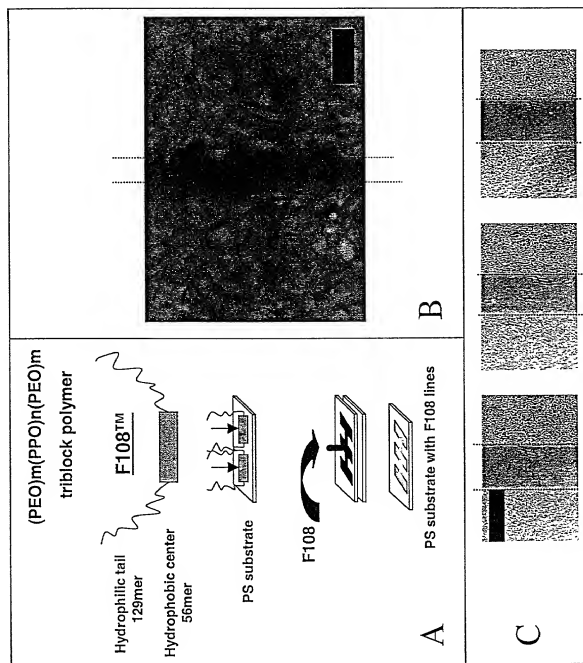 (PEO)m(PPO)n(PEO)m
triblock polymer
F108™
Hydrophilic tail
129mer
Hydrophobic center
56mer
PS substrate
F108
PS substrate with F108 lines
A
B
C